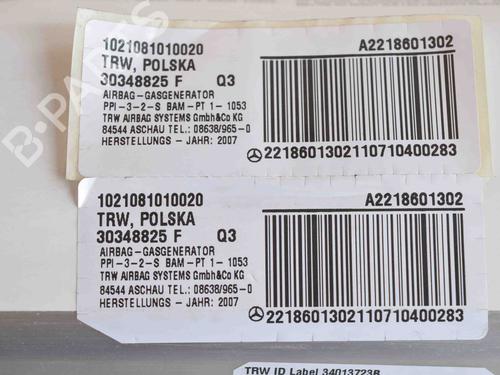 1021081010020 A2218601302
TRW, POLSKA
30348825 F Q3
AIRBAG-GASGENERATOR
PPI-3-2-S BAM-PT 1-1053
TRW AIRBAG SYSTEMS GmbH&Co KG
84544 ASCHAU TEL.: 08638/965-0
HERSTELLUNGS - JAHR: 2007
2218601302110710400283
1021081010020 A2218601302
TRW, POLSKA
30348825 F Q3
AIRBAG-GASGENERATOR
PPI-3-2-S BAM-PT 1-1053
TRW AIRBAG SYSTEMS GmbH&Co KG
84544 ASCHAU TEL.: 08638/965-0
HERSTELLUNGS - JAHR: 2007
2218601302110710400283
TRW ID Label 34013723B
B-PARTS